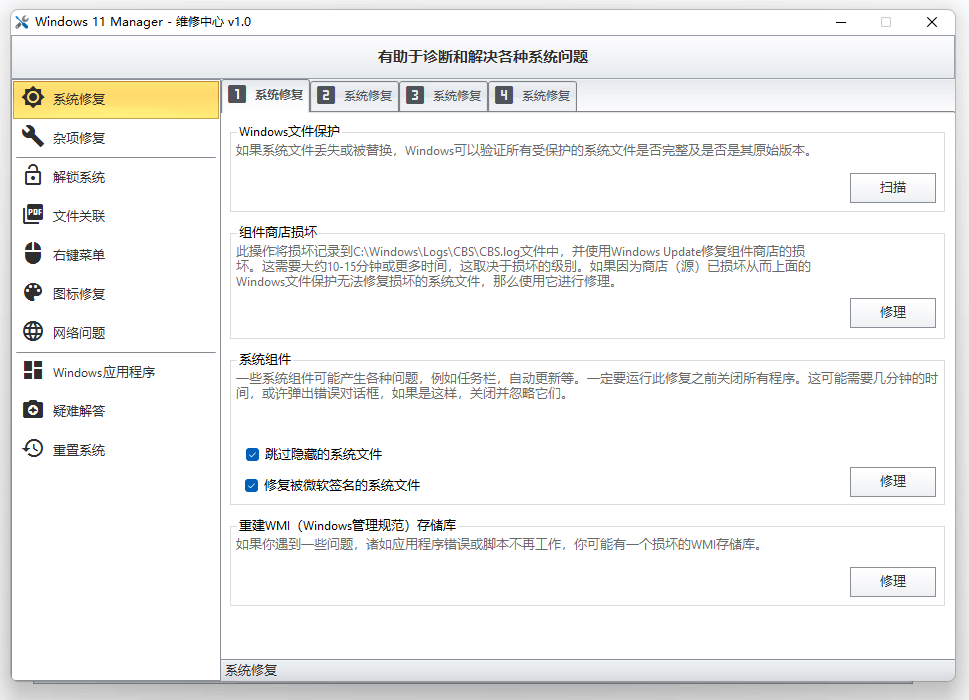 Windows 11 Manager - 维修中心 v1.0
有助于诊断和解决各种系统问题
系统修复
杂项修复
解锁系统
PDF
文件关联
右键菜单
图标修复
网络问题
Windows应用程序
疑难解答
重置系统
1 系统修复 2 系统修复 3 系统修复 4 系统修复
Windows文件保护
如果系统文件丢失或被替换，Windows可以验证所有受保护的系统文件是否完整及是否是其原始版本。
扫描
组件商店损坏
此操作将损坏记录到C:\Windows\Logs\CBS\CBS.log文件中，并使用Windows Update修复组件商店的损
坏。这需要大约10-15分钟或更多时间，这取决于损坏的级别。如果因为商店（源）已损坏从而上面的
Windows文件保护无法修复损坏的系统文件，那么使用它进行修理。
修理
系统组件
一些系统组件可能产生各种问题，例如任务栏，自动更新等。一定要运行此修复之前关闭所有程序。这可能需要几分钟的时
间，或许弹出错误对话框，如果是这样，关闭并忽略它们。
跳过隐藏的系统文件
修复被微软签名的系统文件
修理
重建WMI（Windows管理规范）存储库
如果你遇到一些问题，诸如应用程序错误或脚本不再工作，你可能有一个损坏的WMI存储库。
修理
系统修复